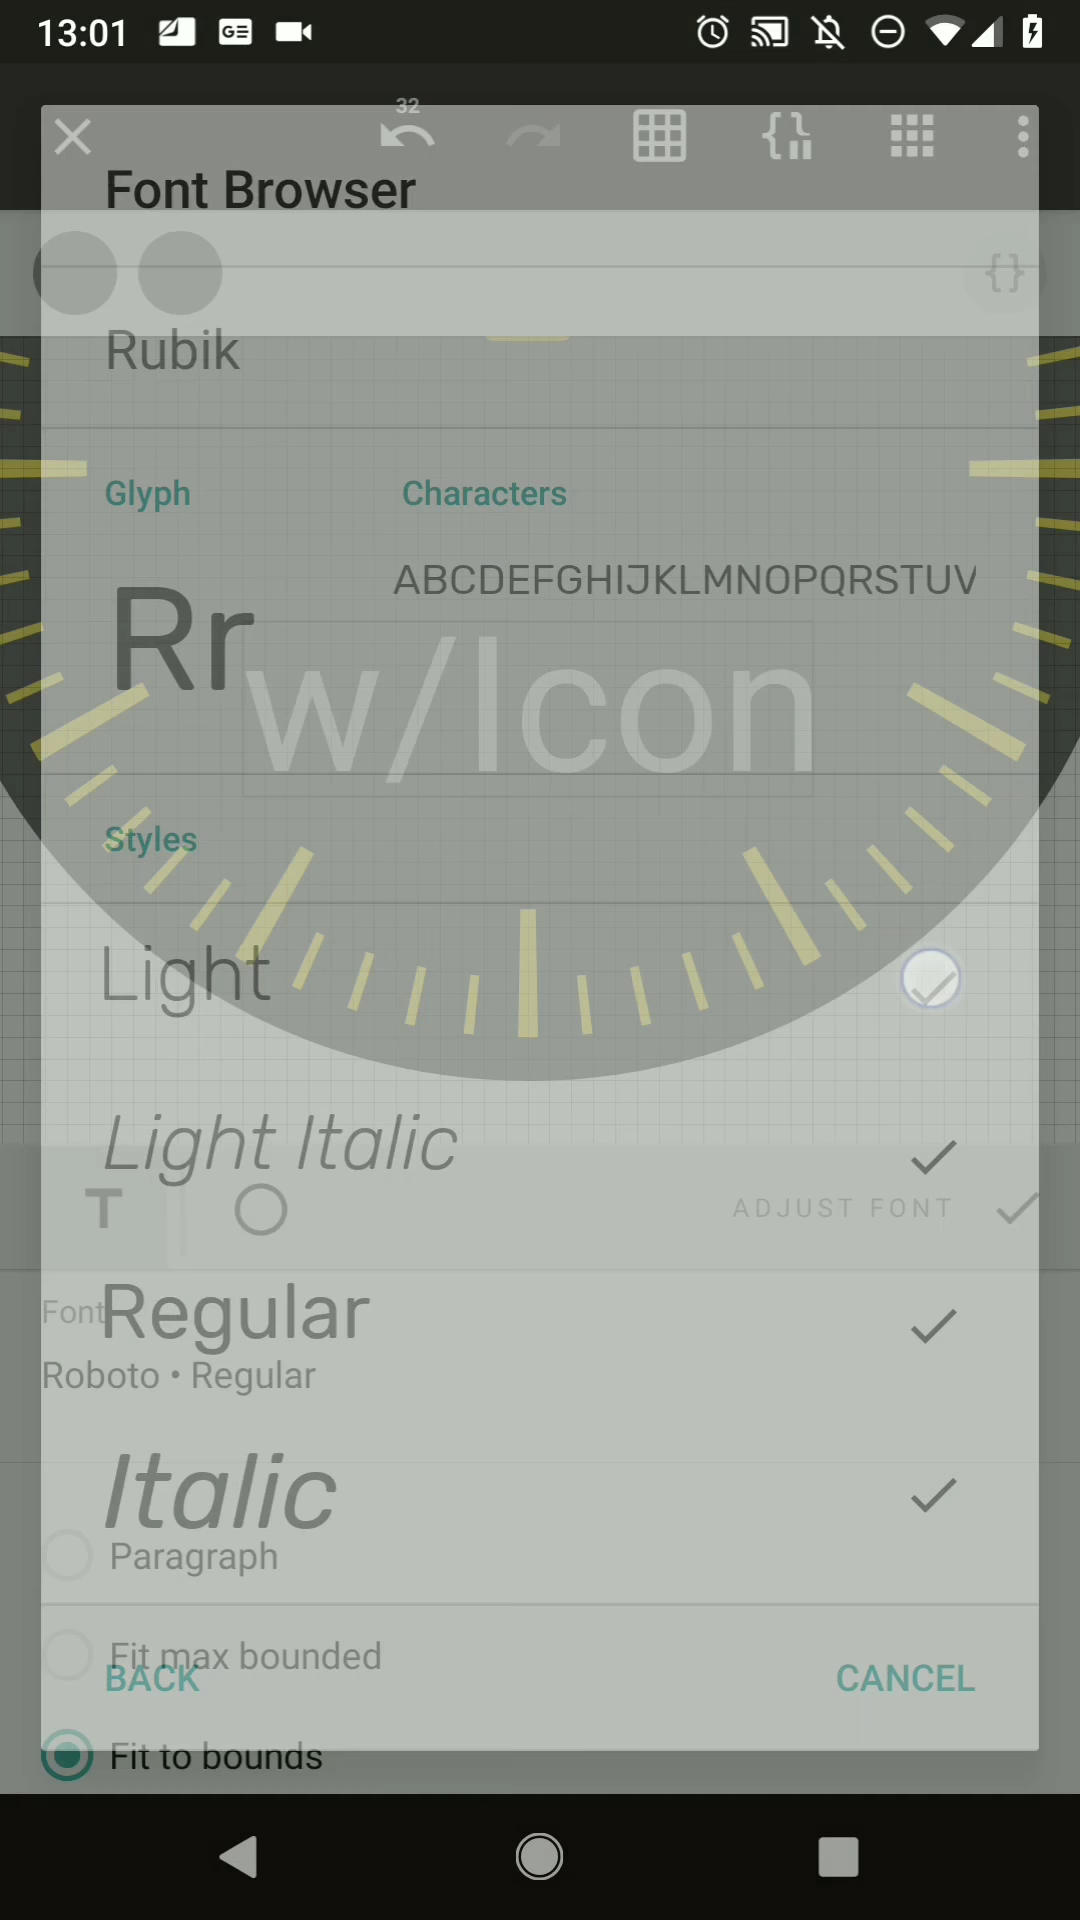 13:01
32
Font Browser
Rubik
Glyph
Characters
ABCDEFGHIJKLMNOPQRSTUV
Rr
w/Icon
Styles
Light
Light Italic
T
ADJUST FONT
Font
Regular
Roboto • Regular
Italic
Paragraph
Fit max bounded
BACK
CANCEL
Fit to bounds